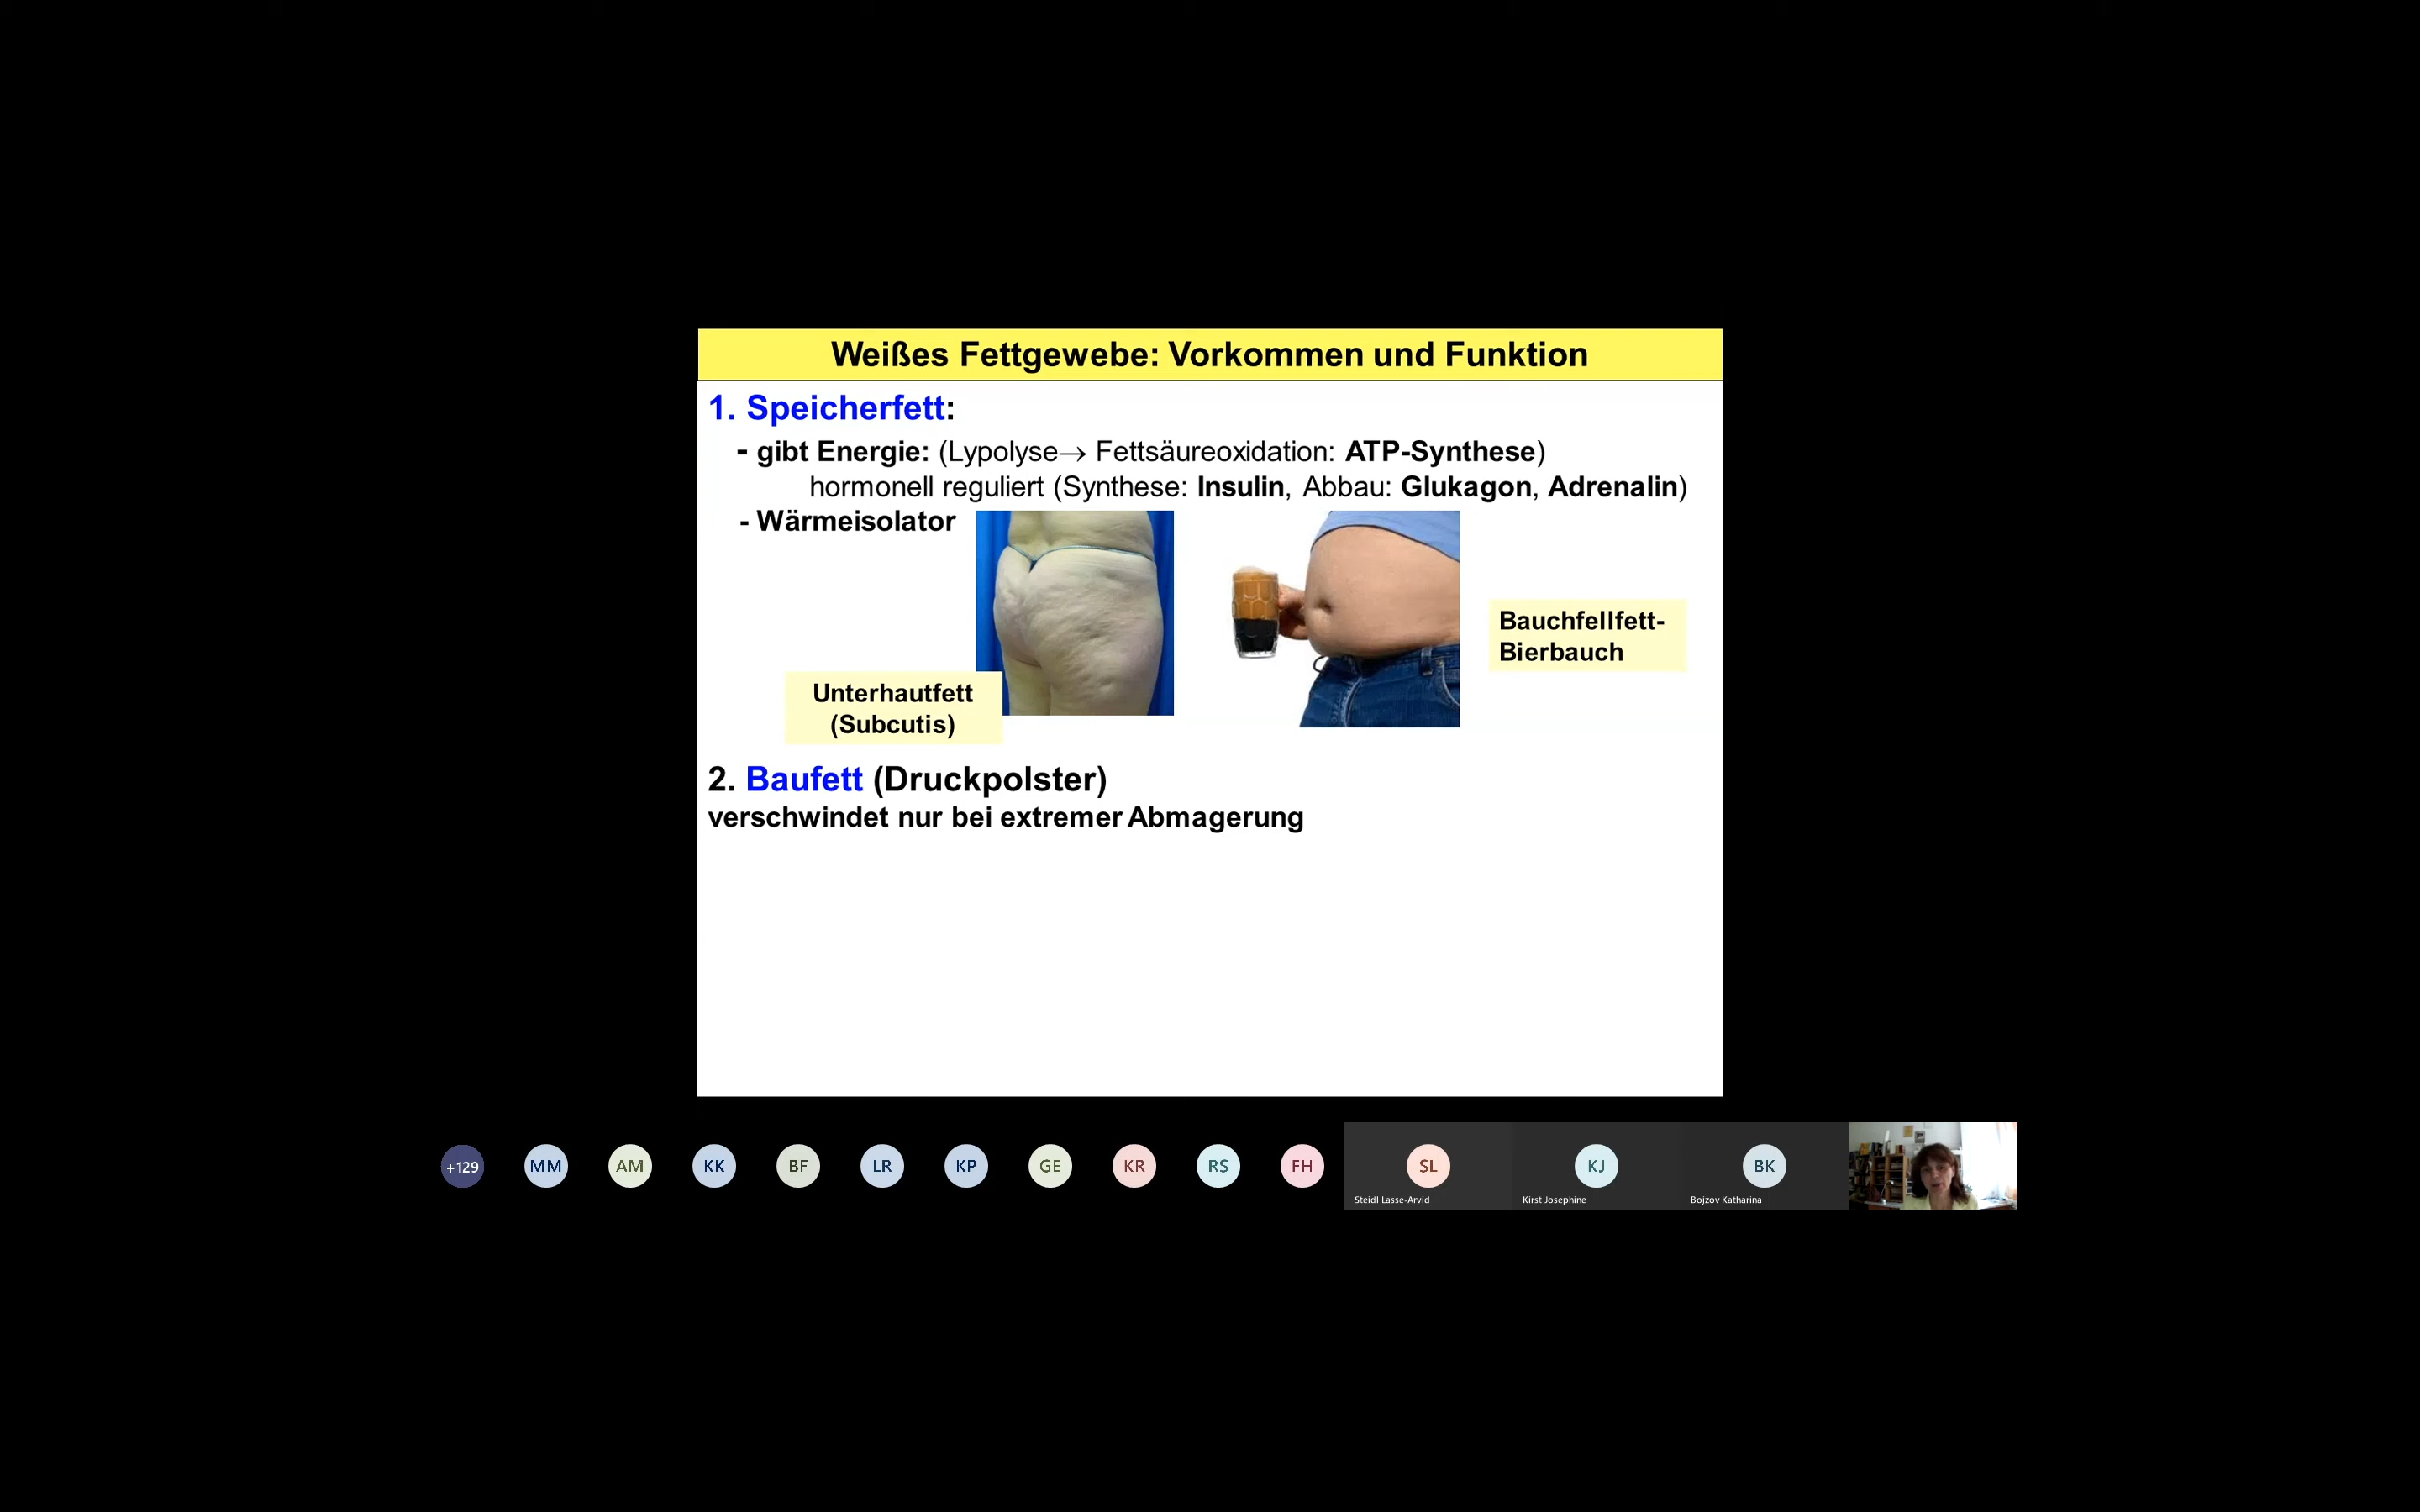 Weißes Fettgewebe: Vorkommen und Funktion
1. Speicherfett:
- gibt Energie: (Lypolyse→ Fettsäureoxidation: ATP-Synthese)
hormonell reguliert (Synthese: Insulin, Abbau: Glukagon, Adrenalin)
- Wärmeisolator
Bauchfellfett-
Bierbauch
Unterhautfett
(Subcutis)
2. Baufett (Druckpolster)
verschwindet nur bei extremer Abmagerung
+129 MM AM KK BF LR KP GE KR RS FH SL KJ BK
Steidl Lasse-Arvid Kirst Josephine Bojzov Katharina